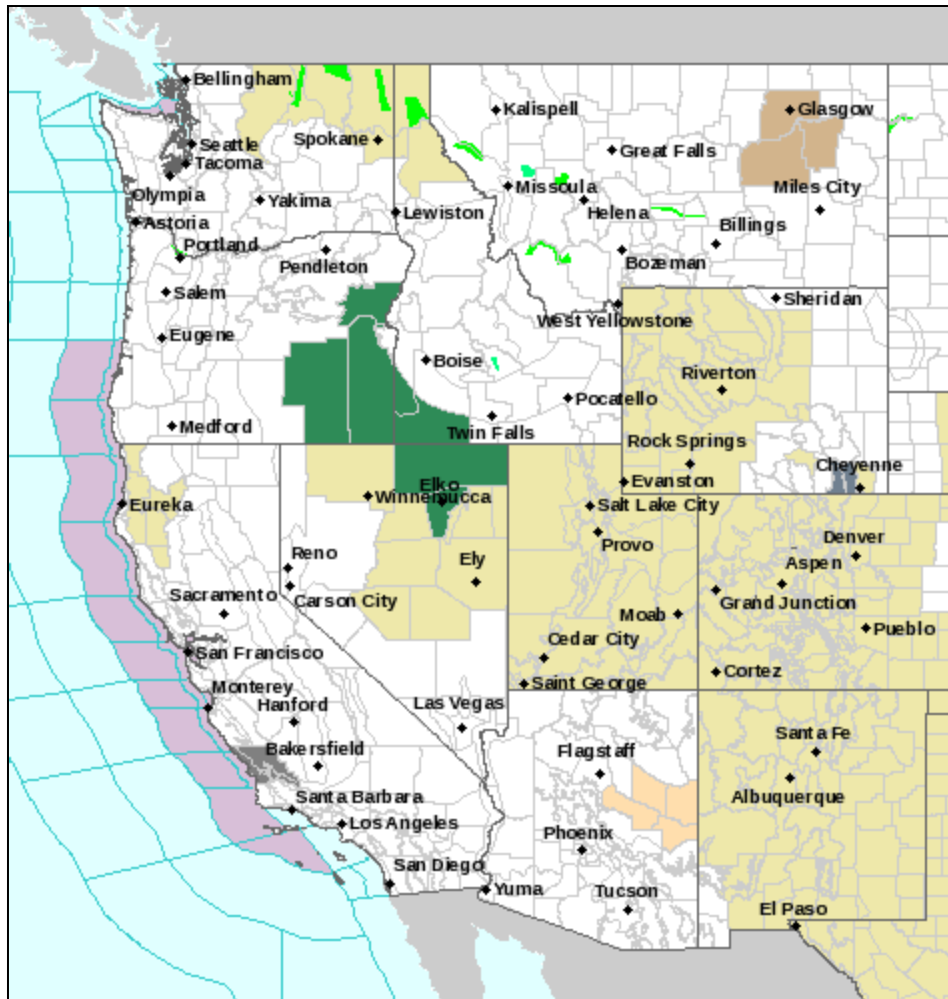 Bellingham
Kalispell
Glasgow
Seattle
Spokane
Great Falls
Tacoma
Olympia
Missoula
Miles City
Yakima
Lewiston
Helena
Astoria
Billings
Portland
Pendleton
Bozeman
Salem
Sheridan
West Yellowstone
Eugene
Boise
Riverton
Pocatello
Medford
Twin Falls
Rock Springs
Cheyenne
Elko
Evanston
Winnemucca
Eureka
Salt Lake City
Provo
Denver
Reno
Ely
Aspen
Sacramento
Carson City
Grand Junction
Moab
Pueblo
Cedar City
San Francisco
Cortez
Saint George
Monterey
Hanford
Las Vegas
Santa Fe
Bakersfield
Flagstaff
Albuquerque
Santa Barbara
Los Angeles
Phoenix
San Diego
Yuma
Tucson
El Paso